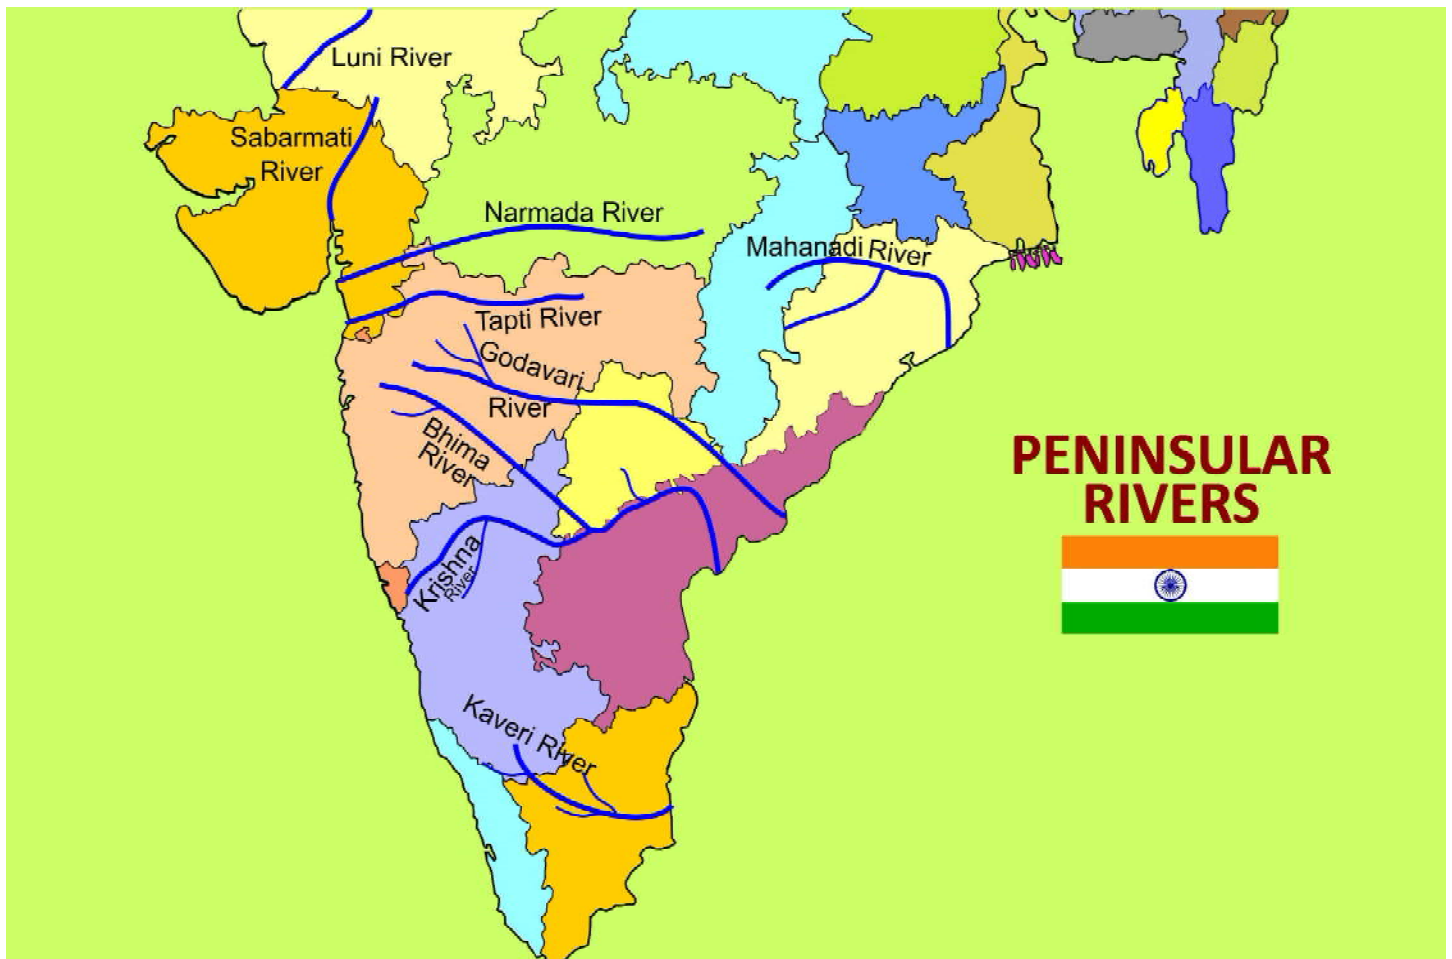 Luni River
Sabarmati
River
Narmada River
Mahanadi River
Tapti River
Godavari
River
Bhima
River
PENINSULAR
RIVERS
Krishna
River
Kaveri River